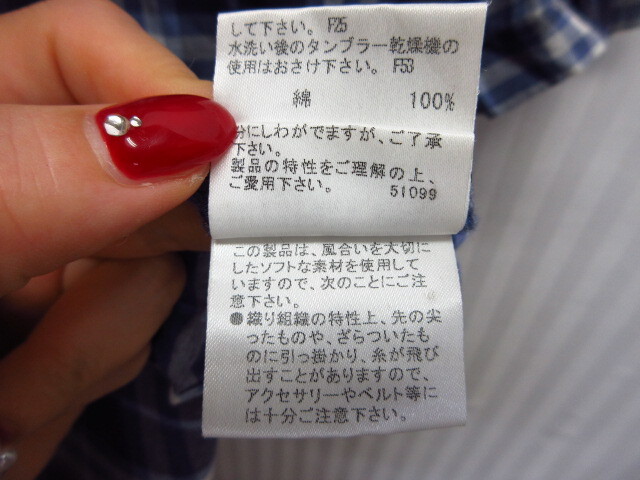 して下さい。 F25
水洗い後のタンブラー乾燥機の
使用はおさけ下さい。 F53
綿 100%
分にしわがでますが、ご了承
下さい。
製品の特性をご理解の上、
ご愛用下さい。 51099
この製品は、風合いを大切に
したソフトな素材を使用して
いますので、次のことにご注
意下さい。
●織り組織の特性上、先の尖
ったものや、ざらついたも
のに引っ掛かり、糸が飛び
出すことがありますので、
アクセサリーやベルト等に
は十分ご注意下さい。